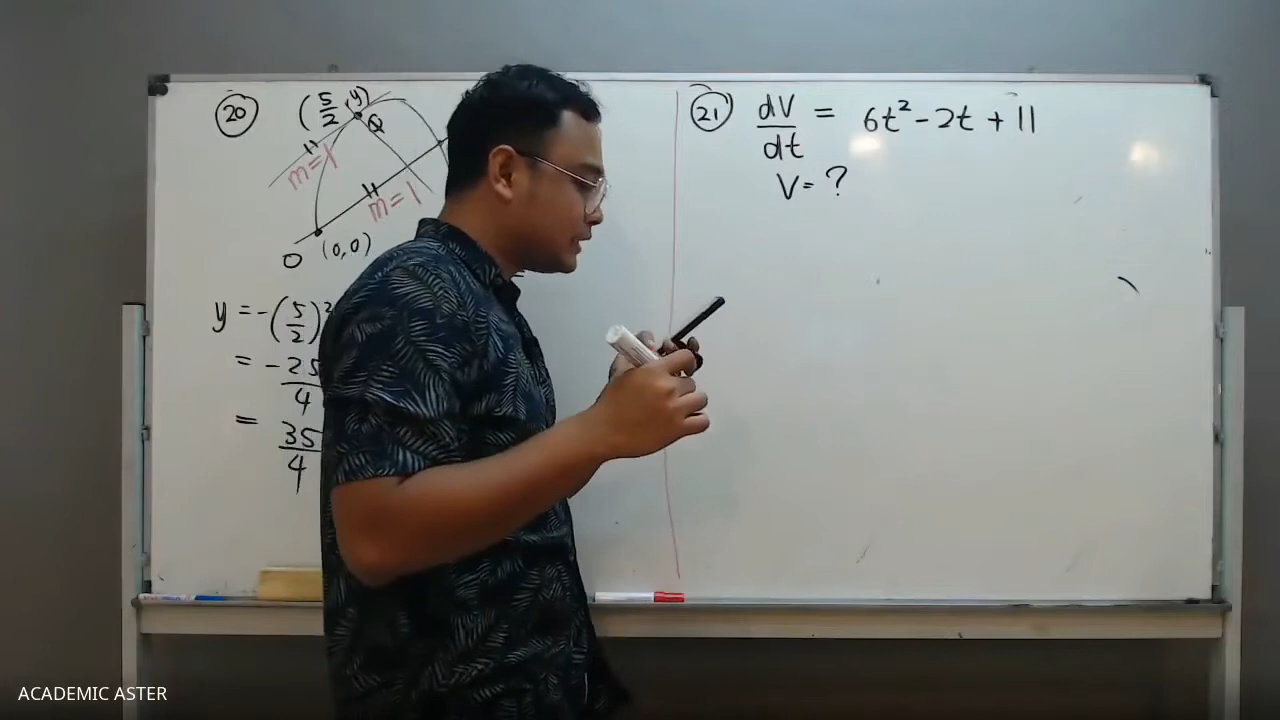 20
(5/2, y)
Q
m=1
m=1
O (0,0)
y = -(5/2)²
= -25/4
= 35/4
21 dV/dt = 6t² - 2t + 11
V = ?
ACADEMIC ASTER